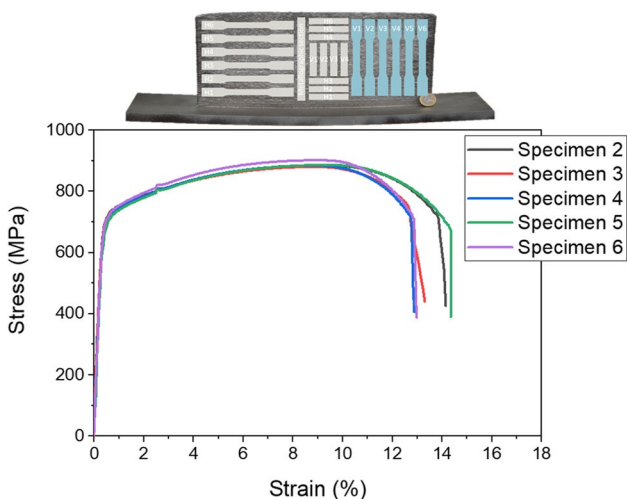 V1 V2 V3 V4 V5 V6
1000
800
600
400
200
0
Stress (MPa)
Specimen 2
Specimen 3
Specimen 4
Specimen 5
Specimen 6
0 2 4 6 8 10 12 14 16 18
Strain (%)